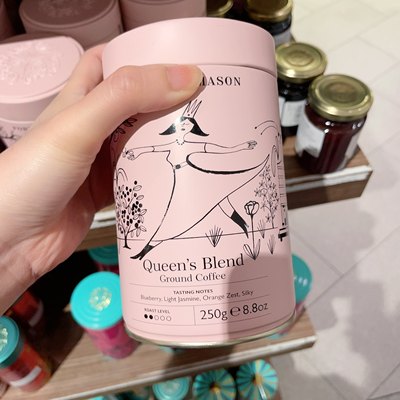 MASON
Queen's Blend
Ground Coffee
TASTING NOTES
Blueberry, Light Jasmine, Orange Zest, Silky
ROAST LEVEL
250g ℮ 8.8oz